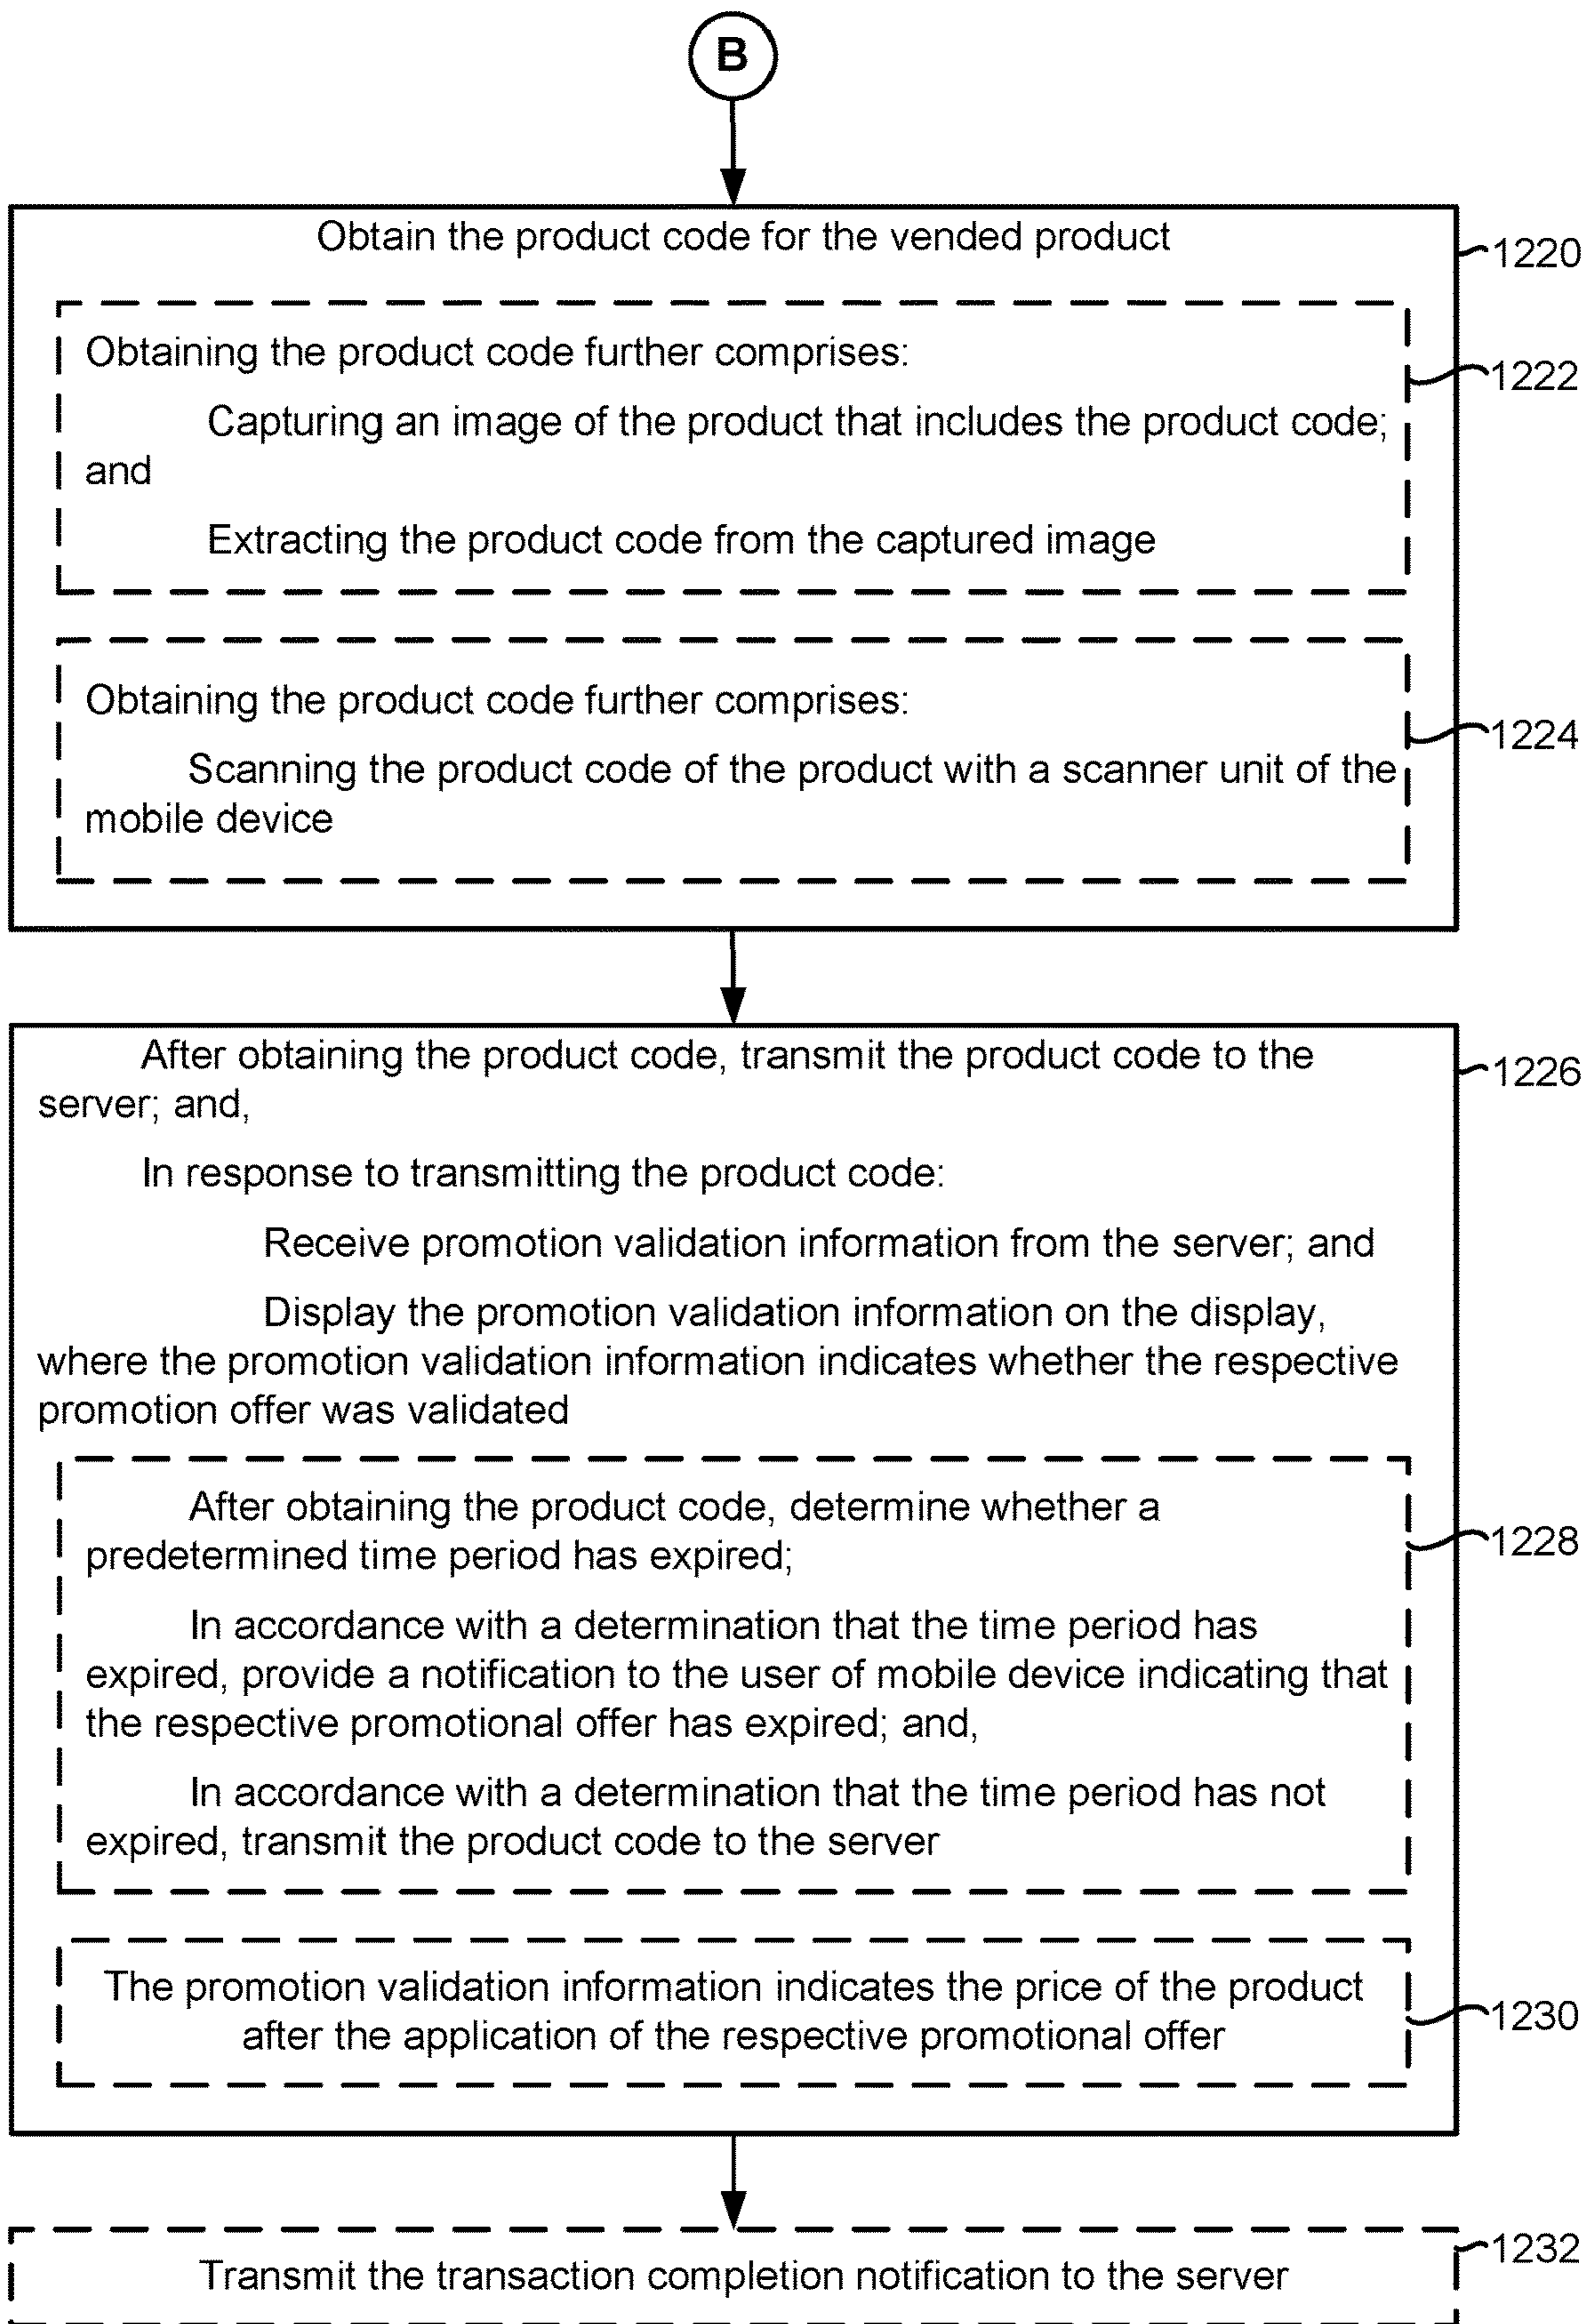 B
Obtain the product code for the vended product
1220
Obtaining the product code further comprises:
1222
Capturing an image of the product that includes the product code;
and
Extracting the product code from the captured image
Obtaining the product code further comprises:
1224
Scanning the product code of the product with a scanner unit of the
mobile device
After obtaining the product code, transmit the product code to the
1226
server; and,
In response to transmitting the product code:
Receive promotion validation information from the server; and
Display the promotion validation information on the display,
where the promotion validation information indicates whether the respective
promotion offer was validated
After obtaining the product code, determine whether a
1228
predetermined time period has expired;
In accordance with a determination that the time period has
expired, provide a notification to the user of mobile device indicating that
the respective promotional offer has expired; and,
In accordance with a determination that the time period has not
expired, transmit the product code to the server
The promotion validation information indicates the price of the product
1230
after the application of the respective promotional offer
1232
Transmit the transaction completion notification to the server